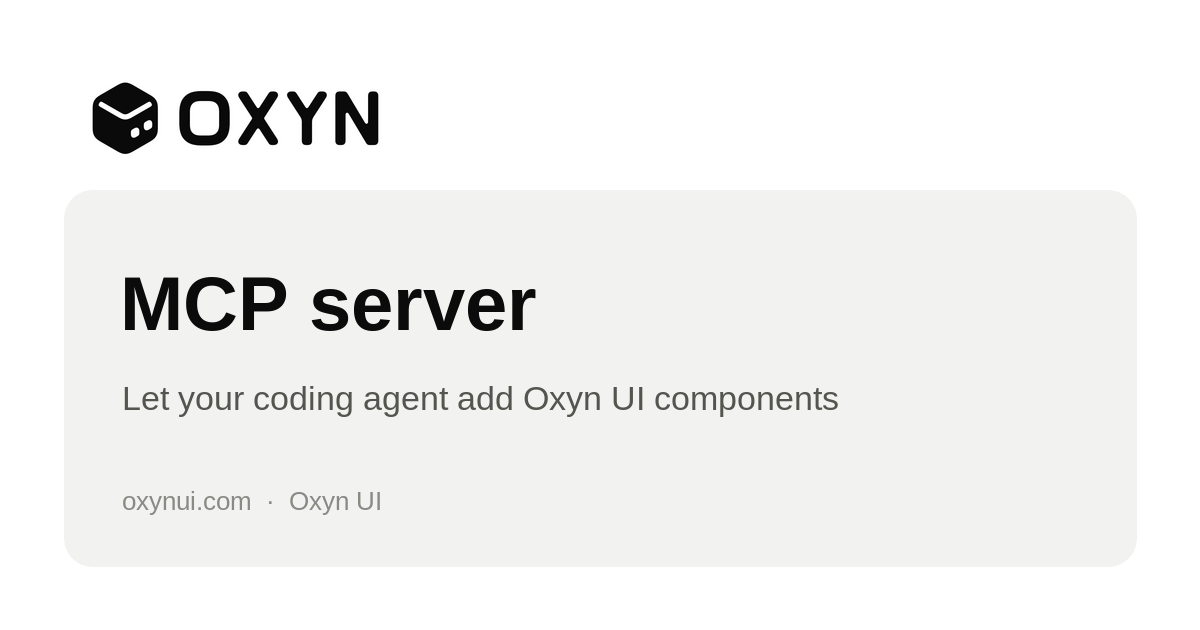 OXYN
MCP server
Let your coding agent add Oxyn UI components
oxynui.com · Oxyn UI